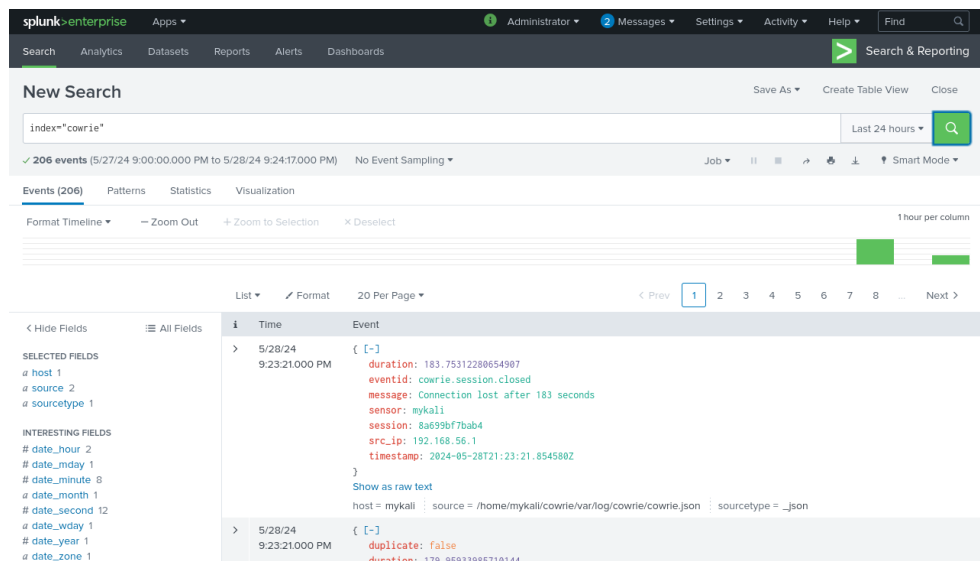 splunk>enterprise Apps ▾ i Administrator ▾ 2 Messages ▾ Settings ▾ Activity ▾ Help ▾ Find
Search Analytics Datasets Reports Alerts Dashboards > Search & Reporting
New Search Save As ▾ Create Table View Close
index="cowrie" Last 24 hours ▾
✓ 206 events (5/27/24 9:00:00.000 PM to 5/28/24 9:24:17.000 PM) No Event Sampling ▾ Job ▾ Smart Mode ▾
Events (206) Patterns Statistics Visualization
Format Timeline ▾ — Zoom Out + Zoom to Selection × Deselect 1 hour per column
List ▾ Format 20 Per Page ▾ < Prev 1 2 3 4 5 6 7 8 ... Next >
< Hide Fields All Fields i Time Event
SELECTED FIELDS
a host 1
a source 2
a sourcetype 1
INTERESTING FIELDS
# date_hour 2
# date_mday 1
# date_minute 8
a date_month 1
# date_second 12
a date_wday 1
# date_year 1
a date_zone 1
> 5/28/24 { [-]
9:23:21.000 PM duration: 183.75312280654907
eventid: cowrie.session.closed
message: Connection lost after 183 seconds
sensor: mykali
session: 8a699bf7bab4
src_ip: 192.168.56.1
timestamp: 2024-05-28T21:23:21.854580Z
}
Show as raw text
host = mykali source = /home/mykali/cowrie/var/log/cowrie/cowrie.json sourcetype = _json
> 5/28/24 { [-]
9:23:21.000 PM duplicate: false